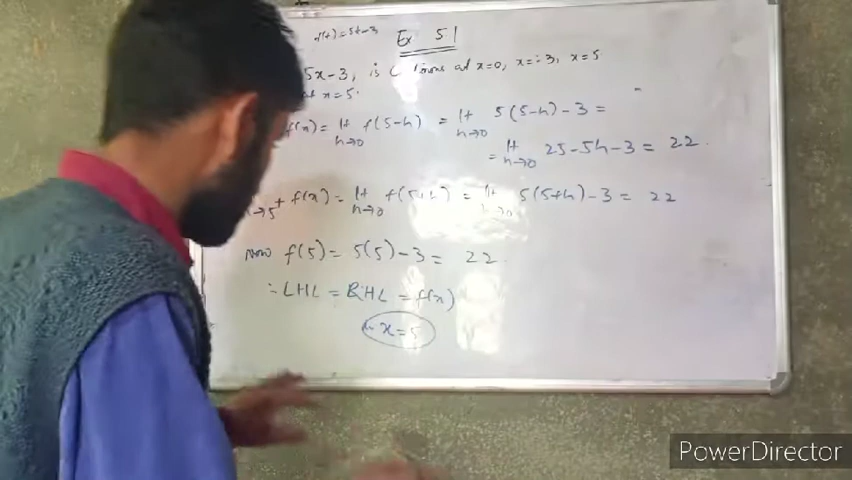 f(x) = 5x-3
Ex 5.1
5x-3, is at x=0, x=-3, x=5
at x=5.
f(x) = lt h→0 f(5-h) = lt h→0 5(5-h)-3 =
= lt h→0 25-5h-3 = 22.
x→5+ f(x) = lt h→0 f(5+h) = lt h→0 5(5+h)-3 = 22
Now f(5) = 5(5)-3 = 22.
∴ LHL = RHL = f(x)
x=5
PowerDirector